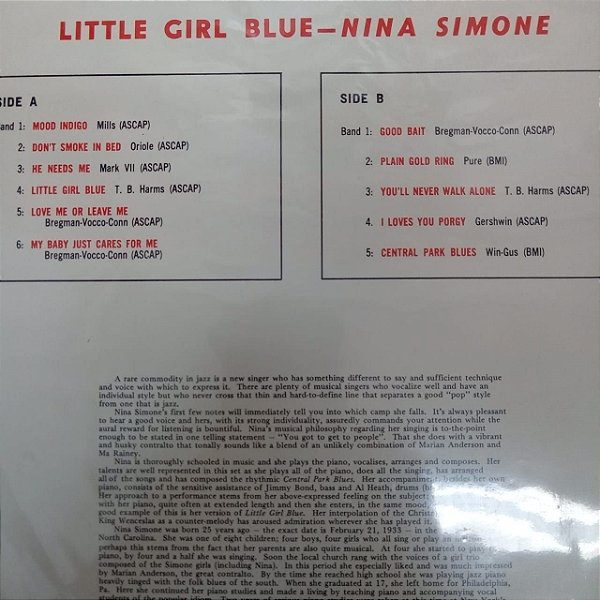 LITTLE GIRL BLUE—NINA SIMONE
SIDE A
Band 1: MOOD INDIGO Mills (ASCAP)
2: DON'T SMOKE IN BED Oriole (ASCAP)
3: HE NEEDS ME Mark VII (ASCAP)
4: LITTLE GIRL BLUE T. B. Harms (ASCAP)
5: LOVE ME OR LEAVE ME
Bregman-Vocco-Conn (ASCAP)
6: MY BABY JUST CARES FOR ME
Bregman-Vocco-Conn (ASCAP)
SIDE B
Band 1: GOOD BAIT Bregman-Vocco-Conn (ASCAP)
2: PLAIN GOLD RING Pure (BMI)
3: YOU'LL NEVER WALK ALONE T. B. Harms (ASCAP)
4. I LOVES YOU PORGY Gershwin (ASCAP)
5: CENTRAL PARK BLUES Win-Gus (BMI)
A rare commodity in jazz is a new singer who has something different to say and sufficient technique
and voice with which to express it. There are plenty of musical singers who vocalize well and have an
individual style but who never cross that thin and hard-to-define line that separates a good "pop" style
from one that is jazz.
Nina Simone's first few notes will immediately tell you into which camp she falls. It's always pleasant
to hear a good voice and hers, with its strong individuality, assuredly commands your attention while the
aural reward for listening is bountiful. Nina's musical philosophy regarding her singing is to-the-point
enough to be stated in one telling statement — "You got to get to people". That she does with a vibrant
and husky contralto that tonally sounds like a blend of an unlikely combination of Marian Anderson and
Ma Rainey.
Nina is thoroughly schooled in music and she plays the piano, vocalises, arranges and composes. Her
talents are well represented in this set as she plays all of the piano, does all the singing, has arranged
all of the songs and has composed the rhythmic Central Park Blues. Her accompaniment, besides her own
piano, consists of the sensitive assistance of Jimmy Bond, bass and Al Heath, drums
Her approach to a performance stems from her above-expressed feeling on the subject
with her piano, quite often at extended length and then she enters, in the same mood,
good example of this is her version of Little Girl Blue. Her interpolation of the
King Wenceslas as a counter-melody has aroused admiration wherever she has played it.
Nina Simone was born 25 years ago — the exact date is February 21, 1933 — in the
North Carolina. She was one of eight children; four boys, four girls who all sing or play an
perhaps this stems from the fact that her parents are also quite musical. At four she started to play
piano, by four and a half she was singing. Soon the local church rang with the voices of a girl trio
composed of the Simone girls (including Nina). In this period she especially liked and was much impressed
by Marian Anderson, the great contralto. By the time she reached high school she was playing jazz piano
heavily tinged with the folk blues of the south. When she graduated at 17, she left home for Philadelphia,
Pa. Here she continued her piano studies and made a living by teaching piano and accompanying vocal